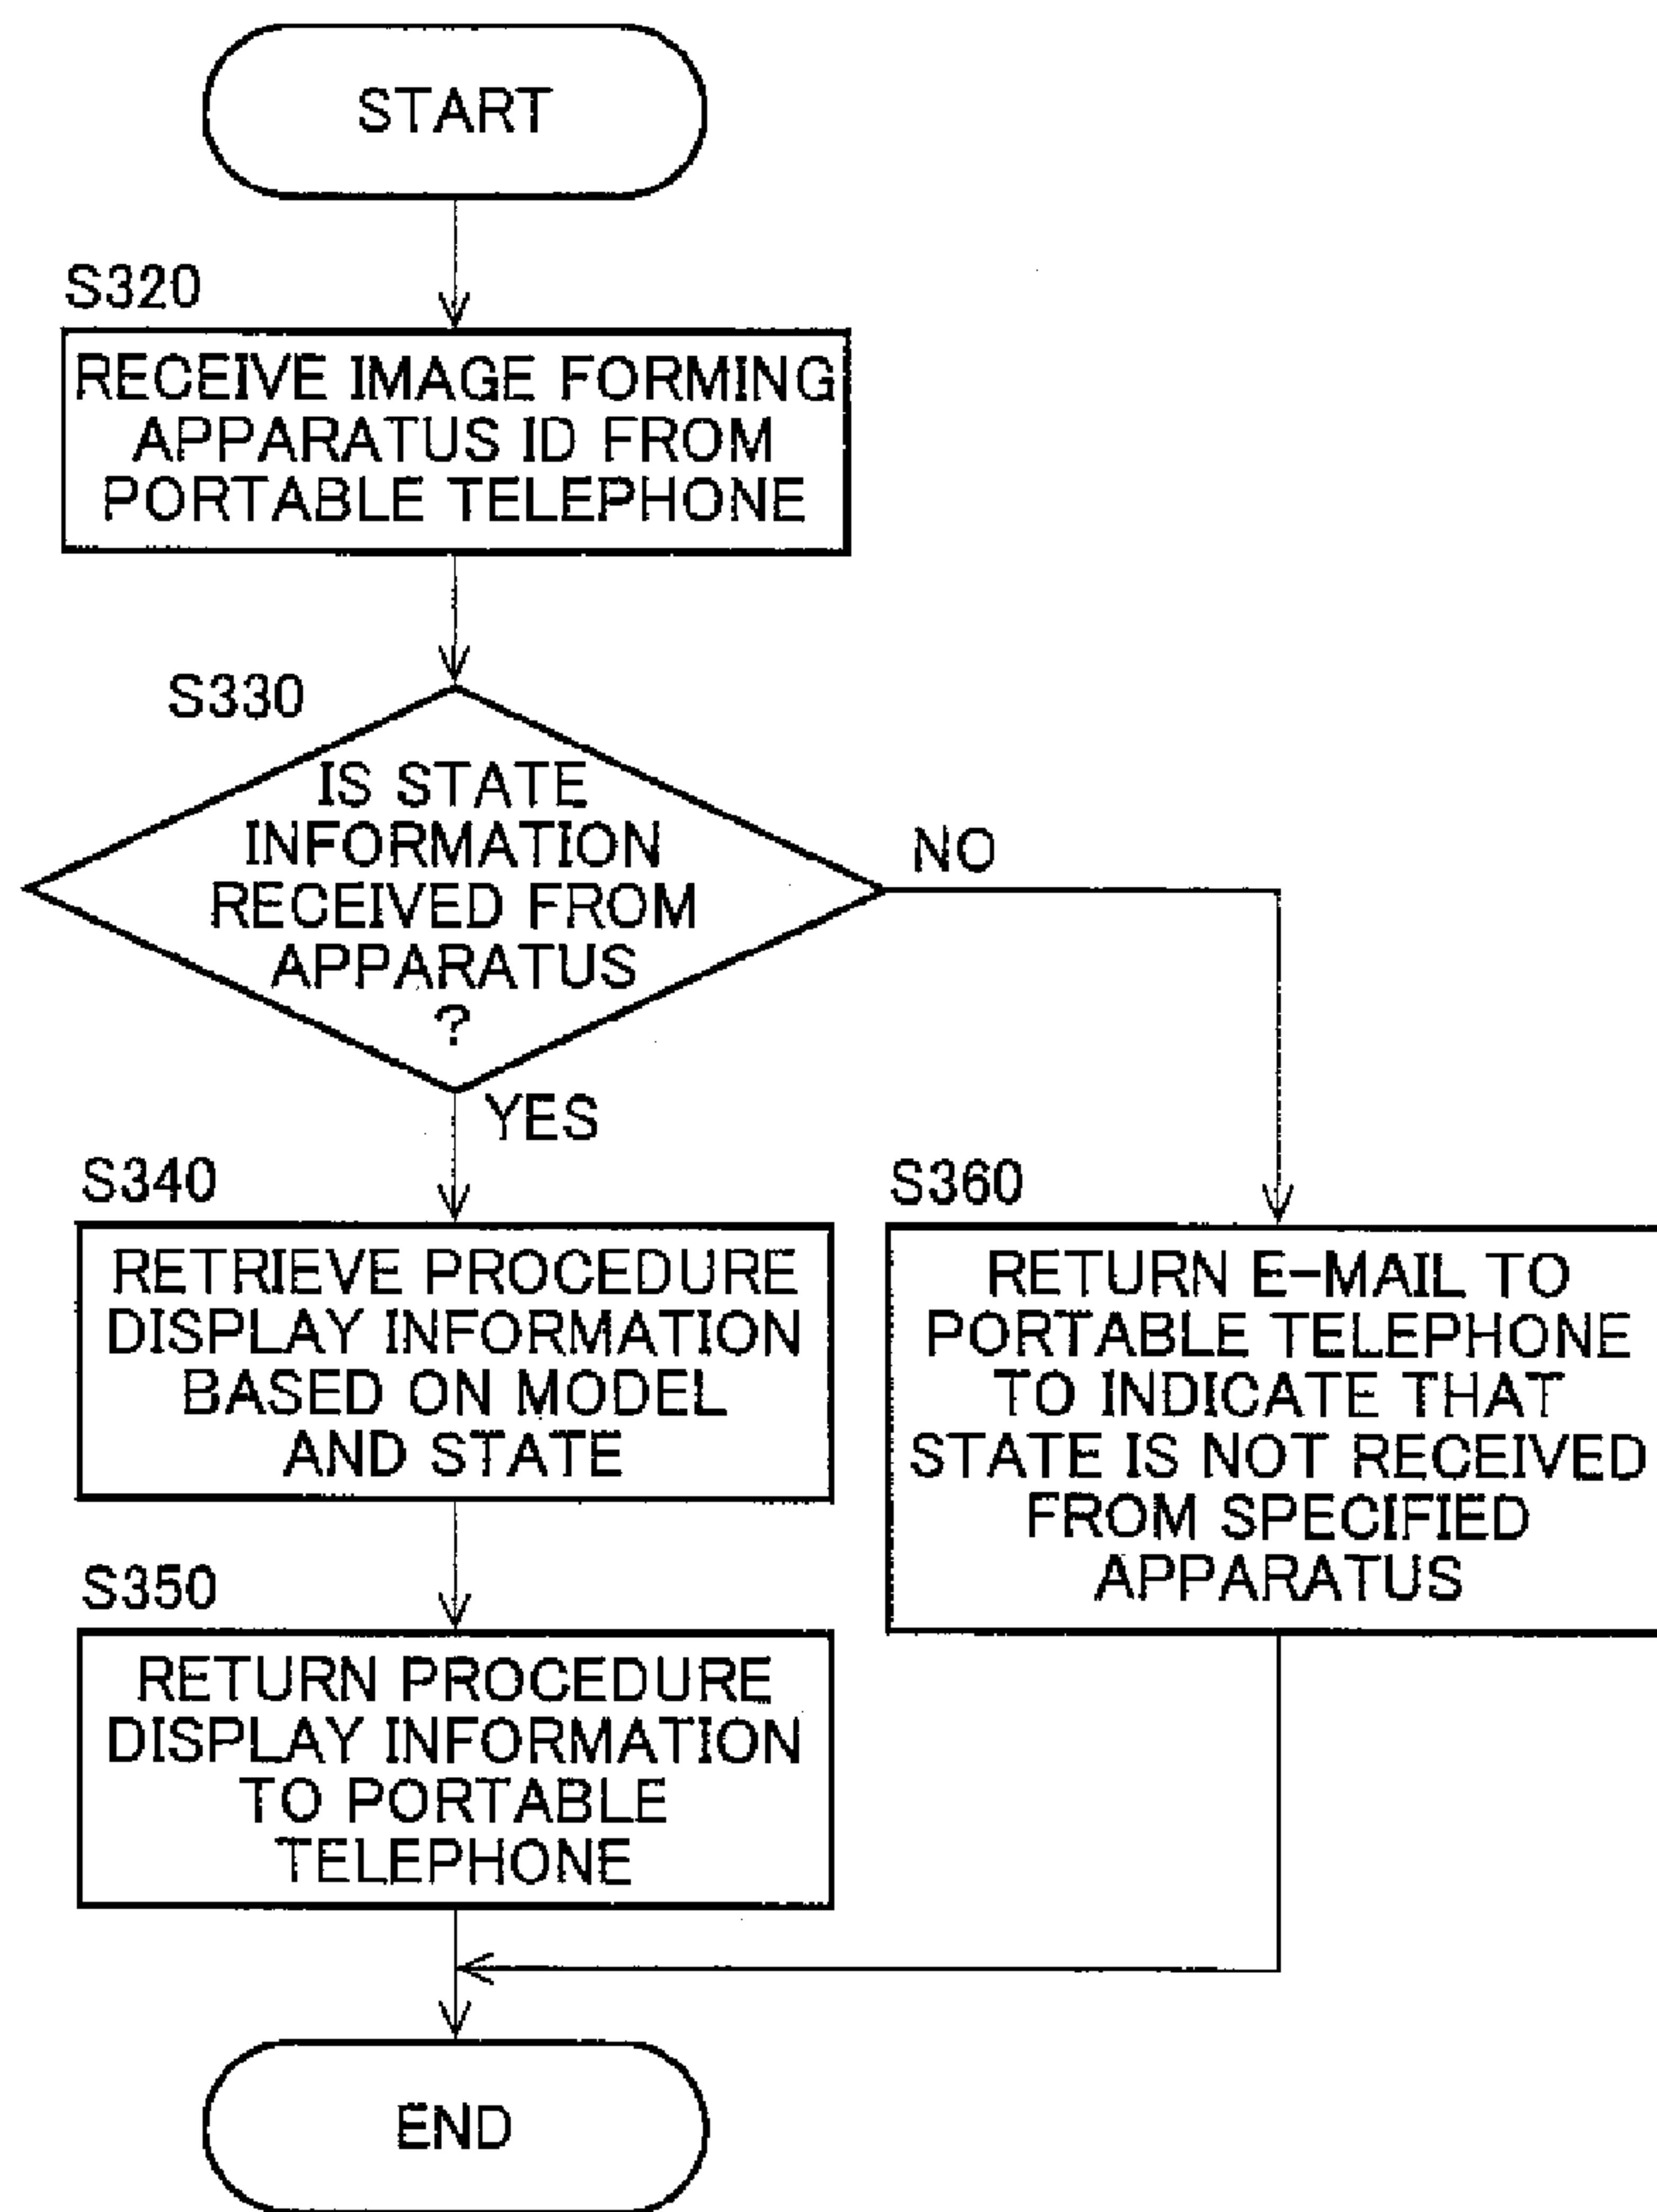 START
S320
RECEIVE IMAGE FORMING
APPARATUS ID FROM
PORTABLE TELEPHONE
S330
IS STATE
INFORMATION
RECEIVED FROM
APPARATUS
?
NO
YES
S340
RETRIEVE PROCEDURE
DISPLAY INFORMATION
BASED ON MODEL
AND STATE
S360
RETURN E-MAIL TO
PORTABLE TELEPHONE
TO INDICATE THAT
STATE IS NOT RECEIVED
FROM SPECIFIED
APPARATUS
S350
RETURN PROCEDURE
DISPLAY INFORMATION
TO PORTABLE
TELEPHONE
END